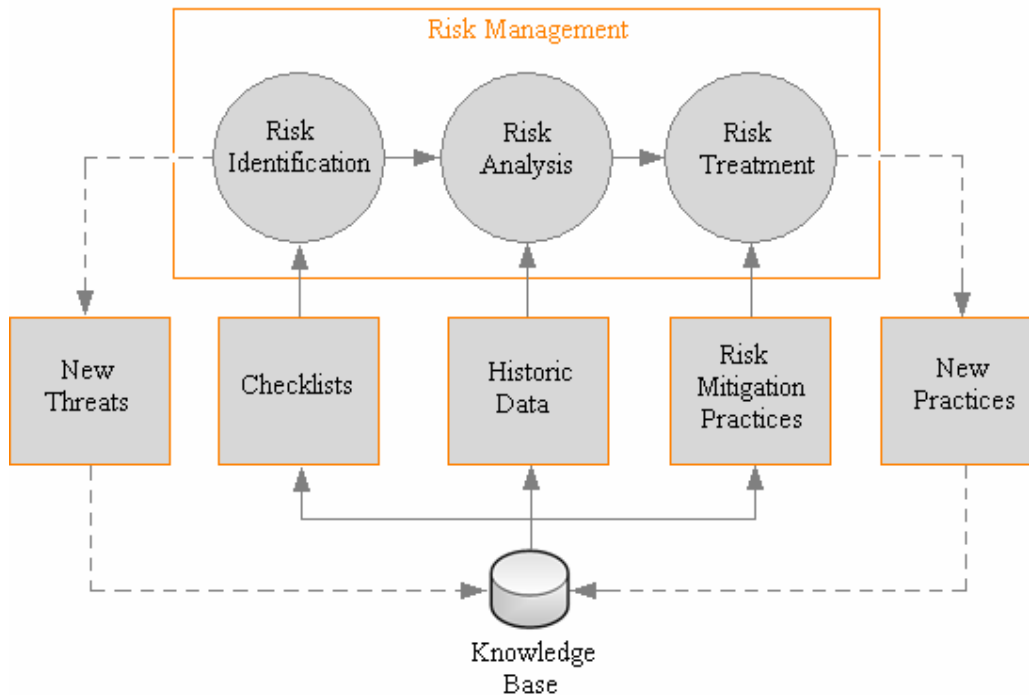 Risk Management
Risk
Identification
Risk
Analysis
Risk
Treatment
New
Threats
Checklists
Historic
Data
Risk
Mitigation
Practices
New
Practices
Knowledge
Base